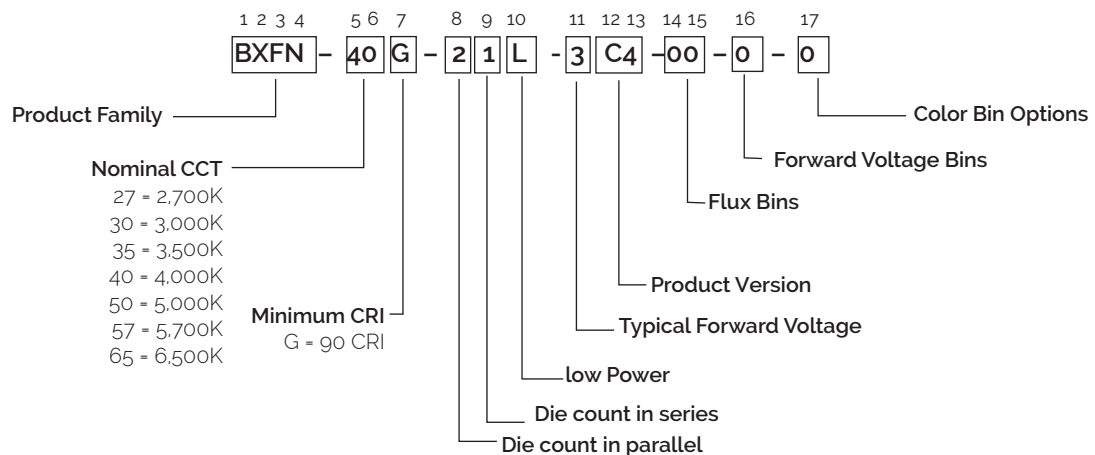 1 2 3 4 5 6 7 8 9 10 11 12 13 14 15 16 17
BXFN - 40 G - 2 1 L - 3 C4 -00 - 0 - 0
Product Family
Color Bin Options
Forward Voltage Bins
Nominal CCT
27 = 2,700K
30 = 3,000K
35 = 3,500K
40 = 4,000K
50 = 5,000K
57 = 5,700K
65 = 6,500K
Flux Bins
Product Version
Minimum CRI
G = 90 CRI
Typical Forward Voltage
low Power
Die count in series
Die count in parallel